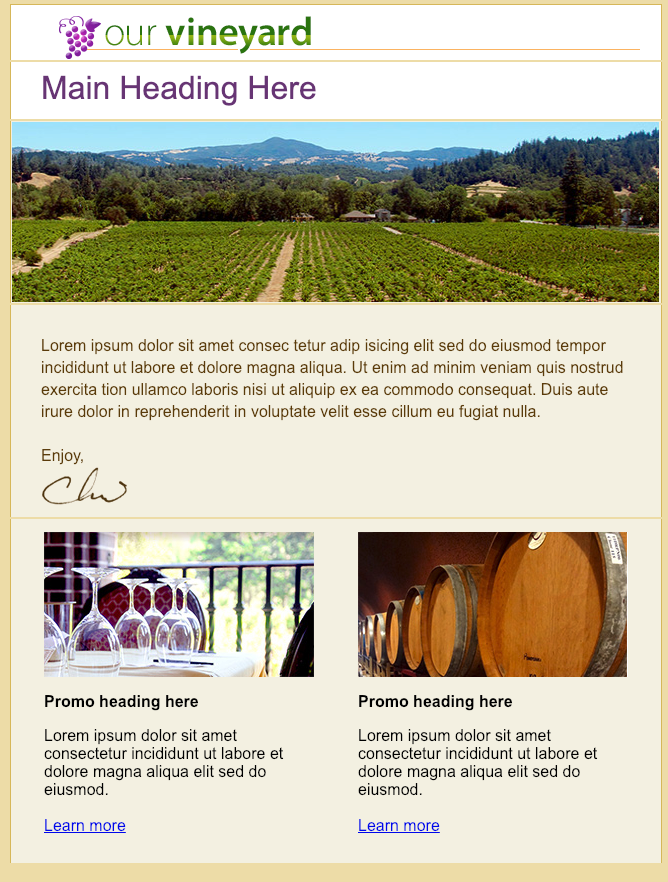 our vineyard
Main Heading Here
Lorem ipsum dolor sit amet consec tetur adip isicing elit sed do eiusmod tempor
incididunt ut labore et dolore magna aliqua. Ut enim ad minim veniam quis nostrud
exercita tion ullamco laboris nisi ut aliquip ex ea commodo consequat. Duis aute
irure dolor in reprehenderit in voluptate velit esse cillum eu fugiat nulla.
Enjoy,
Promo heading here
Lorem ipsum dolor sit amet
consectetur incididunt ut labore et
dolore magna aliqua elit sed do
eiusmod.
Learn more
Promo heading here
Lorem ipsum dolor sit amet
consectetur incididunt ut labore et
dolore magna aliqua elit sed do
eiusmod.
Learn more